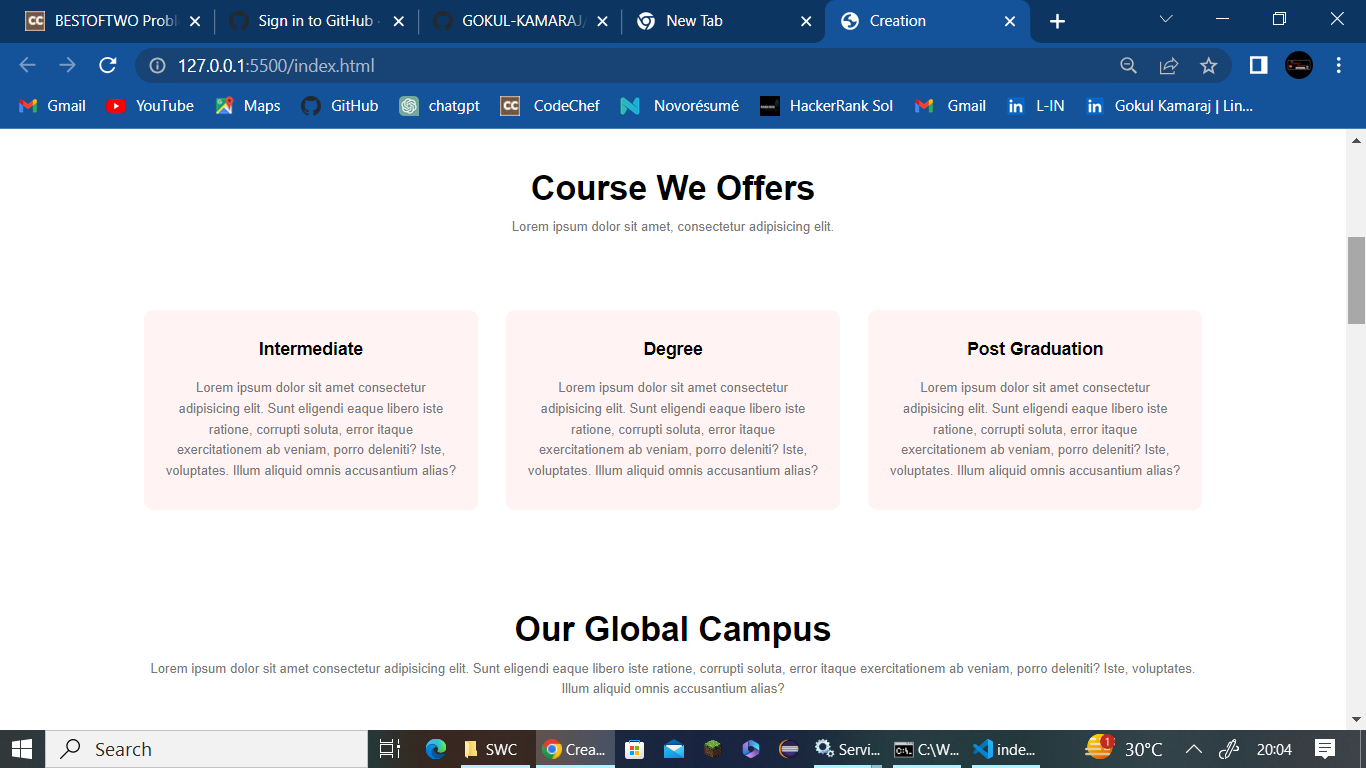 BESTOFTWO Probl
Sign in to GitHub
GOKUL-KAMARAJ/
New Tab
Creation
127.0.0.1:5500/index.html
Gmail
YouTube
Maps
GitHub
chatgpt
CC
CodeChef
Novorésumé
HackerRank Sol
Gmail
in
L-IN
in
Gokul Kamaraj | Lin...
Course We Offers
Lorem ipsum dolor sit amet, consectetur adipisicing elit.
Intermediate
Lorem ipsum dolor sit amet consectetur
adipisicing elit. Sunt eligendi eaque libero iste
ratione, corrupti soluta, error itaque
exercitationem ab veniam, porro deleniti? Iste,
voluptates. Illum aliquid omnis accusantium alias?
Degree
Lorem ipsum dolor sit amet consectetur
adipisicing elit. Sunt eligendi eaque libero iste
ratione, corrupti soluta, error itaque
exercitationem ab veniam, porro deleniti? Iste,
voluptates. Illum aliquid omnis accusantium alias?
Post Graduation
Lorem ipsum dolor sit amet consectetur
adipisicing elit. Sunt eligendi eaque libero iste
ratione, corrupti soluta, error itaque
exercitationem ab veniam, porro deleniti? Iste,
voluptates. Illum aliquid omnis accusantium alias?
Our Global Campus
Lorem ipsum dolor sit amet consectetur adipisicing elit. Sunt eligendi eaque libero iste ratione, corrupti soluta, error itaque exercitationem ab veniam, porro deleniti? Iste, voluptates.
Illum aliquid omnis accusantium alias?
Search
SWC
Crea...
Servi...
C:\W...
inde...
1
30°C
20:04